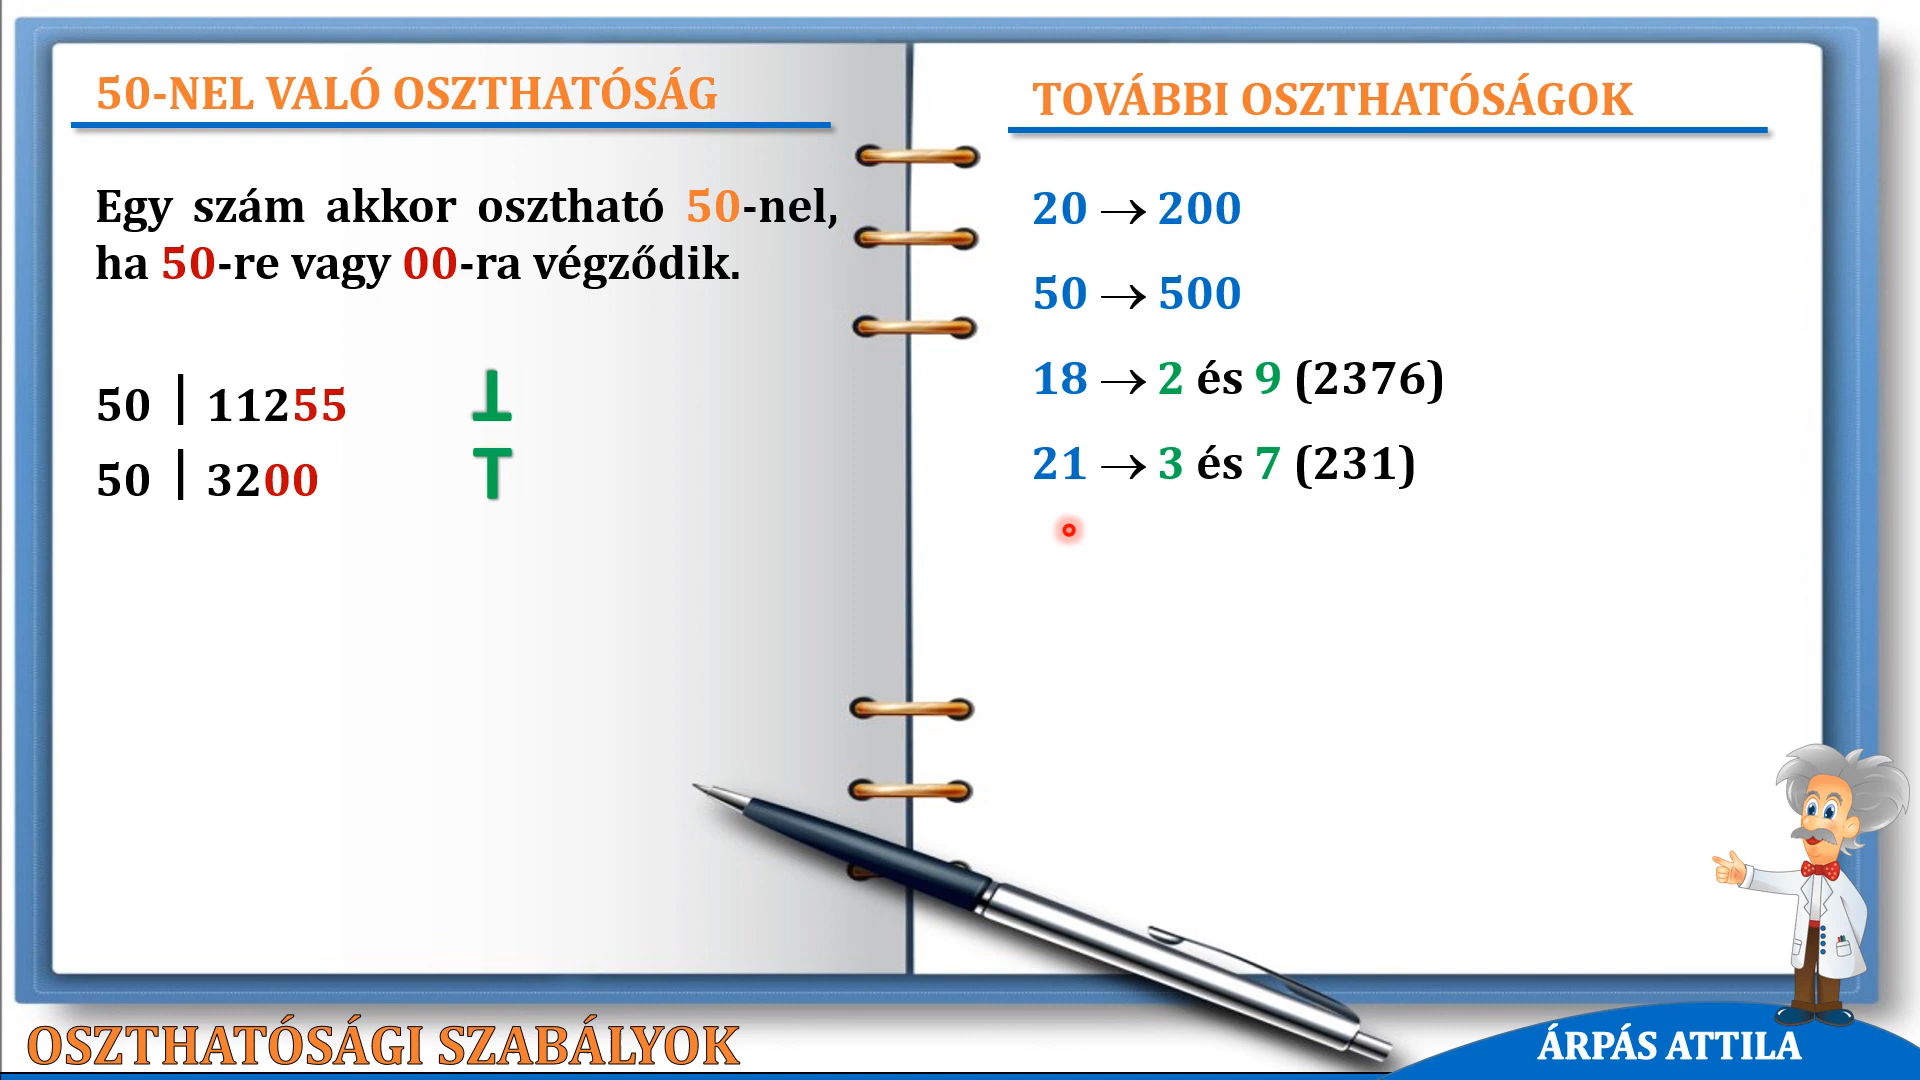 50-NEL VALÓ OSZTHATÓSÁG
Egy szám akkor osztható 50-nel,
ha 50-re vagy 00-ra végződik.
50 | 11255 ⊥
50 | 3200 ⊤
TOVÁBBI OSZTHATÓSÁGOK
20 → 200
50 → 500
18 → 2 és 9 (2376)
21 → 3 és 7 (231)
OSZTHATÓSÁGI SZABÁLYOK
ÁRPÁS ATTILA